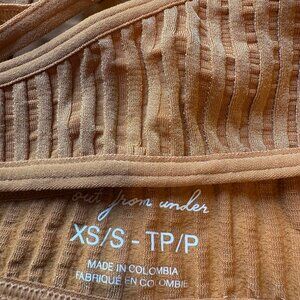 out from under
XS/S - TP/P
MADE IN COLOMBIA
FABRIQUÉ EN COLOMBIE